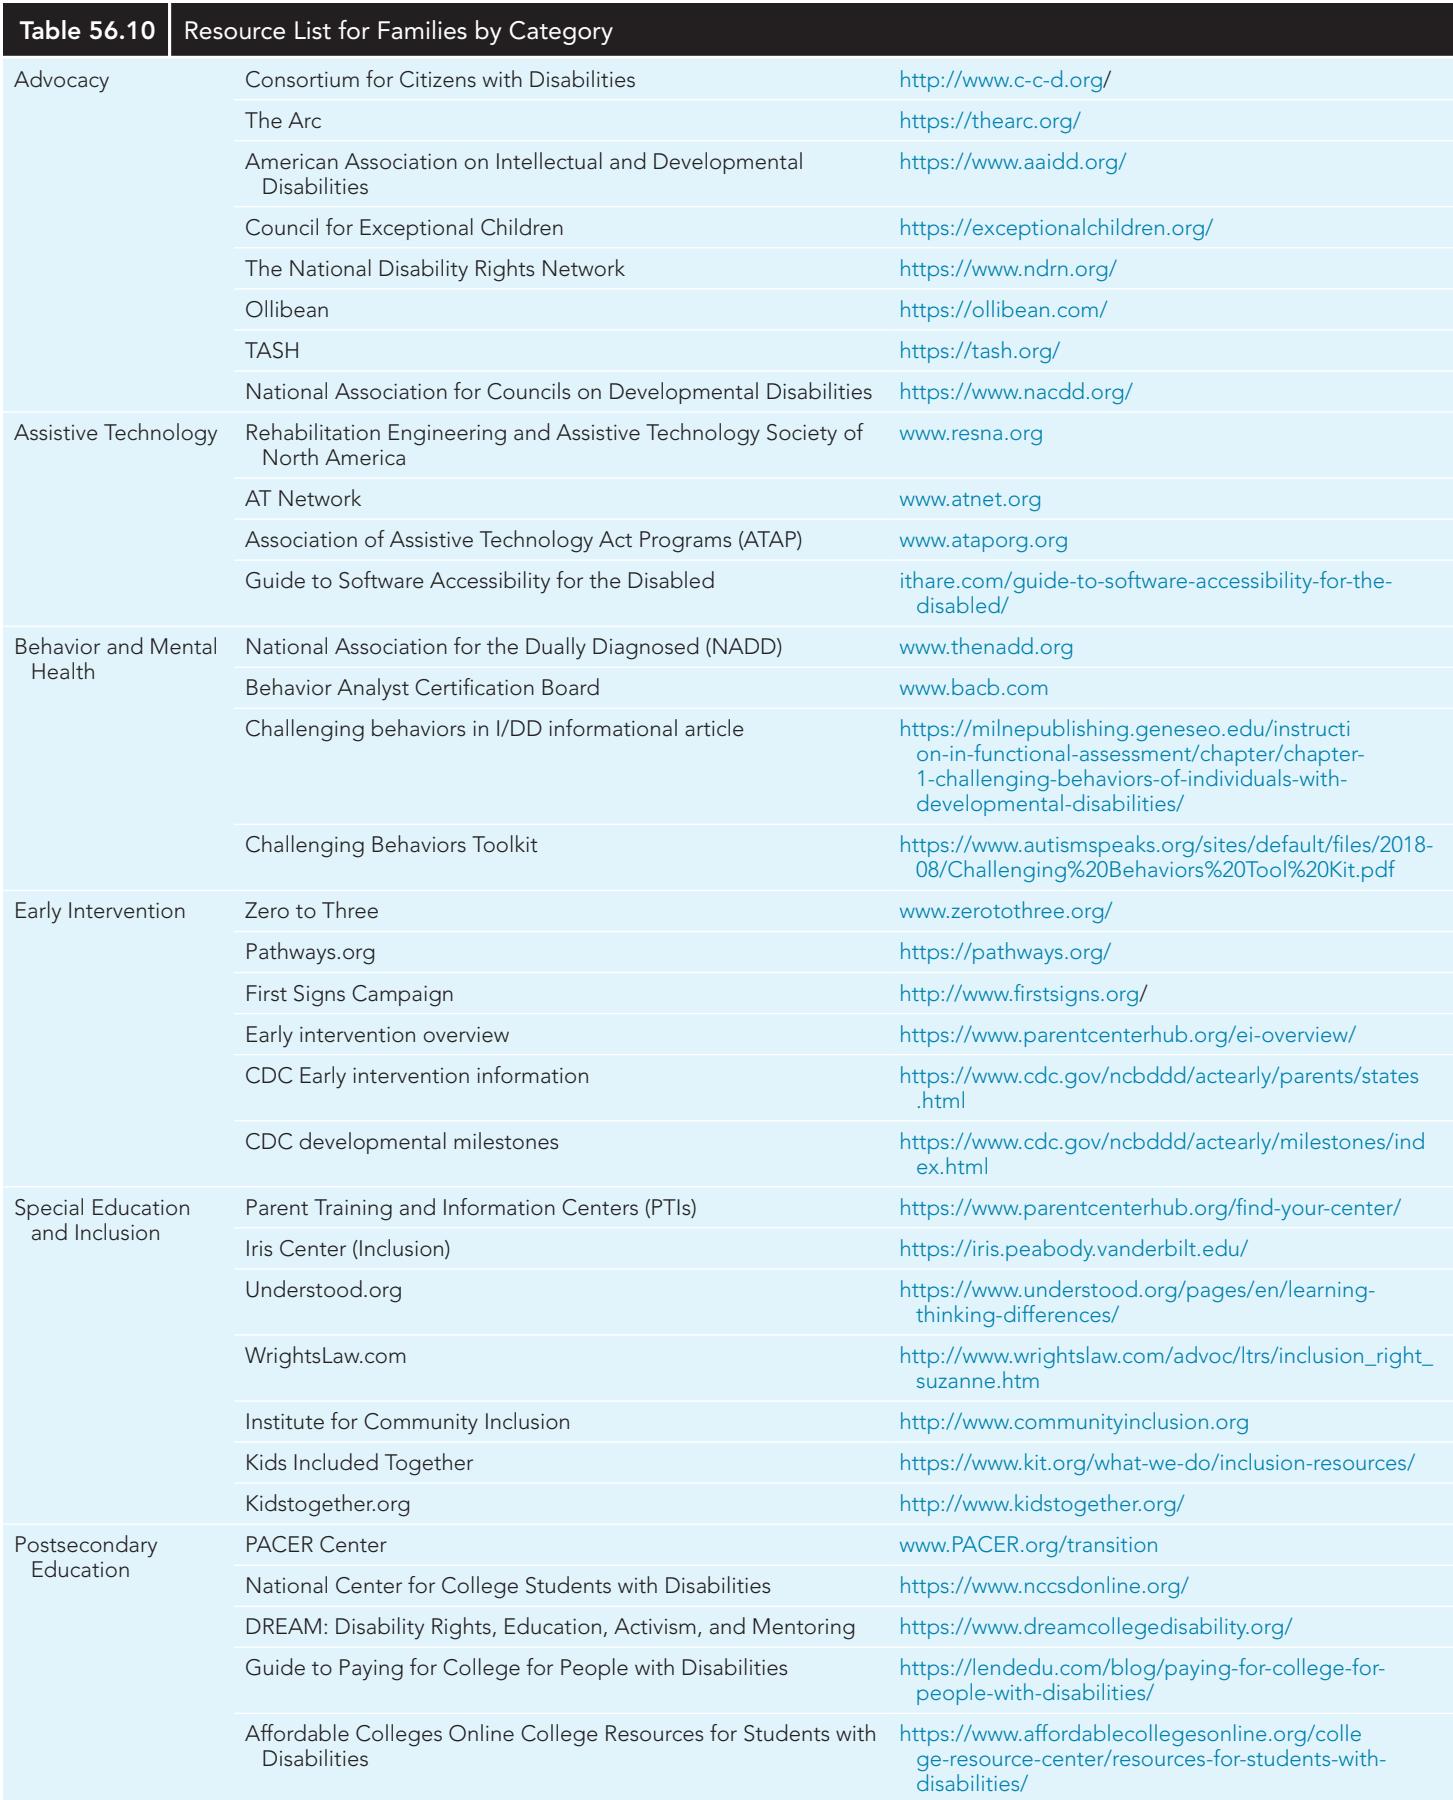 Table 56.10 Resource List for Families by Category
Advocacy Consortium for Citizens with Disabilities http://www.c-c-d.org/
The Arc https://thearc.org/
American Association on Intellectual and Developmental https://www.aaidd.org/
Disabilities
Council for Exceptional Children https://exceptionalchildren.org/
The National Disability Rights Network https://www.ndrn.org/
Ollibean https://ollibean.com/
TASH https://tash.org/
National Association for Councils on Developmental Disabilities https://www.nacdd.org/
Assistive Technology Rehabilitation Engineering and Assistive Technology Society of www.resna.org
North America
AT Network www.atnet.org
Association of Assistive Technology Act Programs (ATAP) www.ataporg.org
Guide to Software Accessibility for the Disabled ithare.com/guide-to-software-accessibility-for-the-
disabled/
Behavior and Mental National Association for the Dually Diagnosed (NADD) www.thenadd.org
Health
Behavior Analyst Certification Board www.bacb.com
Challenging behaviors in I/DD informational article https://milnepublishing.geneseo.edu/instructi
on-in-functional-assessment/chapter/chapter-
1-challenging-behaviors-of-individuals-with-
developmental-disabilities/
Challenging Behaviors Toolkit https://www.autismspeaks.org/sites/default/files/2018-
08/Challenging%20Behaviors%20Tool%20Kit.pdf
Early Intervention Zero to Three www.zerotothree.org/
Pathways.org https://pathways.org/
First Signs Campaign http://www.firstsigns.org/
Early intervention overview https://www.parentcenterhub.org/ei-overview/
CDC Early intervention information https://www.cdc.gov/ncbddd/actearly/parents/states
.html
CDC developmental milestones https://www.cdc.gov/ncbddd/actearly/milestones/ind
ex.html
Special Education Parent Training and Information Centers (PTIs) https://www.parentcenterhub.org/find-your-center/
and Inclusion
Iris Center (Inclusion) https://iris.peabody.vanderbilt.edu/
Understood.org https://www.understood.org/pages/en/learning-
thinking-differences/
WrightsLaw.com http://www.wrightslaw.com/advoc/ltrs/inclusion_right_
suzanne.htm
Institute for Community Inclusion http://www.communityinclusion.org
Kids Included Together https://www.kit.org/what-we-do/inclusion-resources/
Kidstogether.org http://www.kidstogether.org/
Postsecondary PACER Center www.PACER.org/transition
Education
National Center for College Students with Disabilities https://www.nccsdonline.org/
DREAM: Disability Rights, Education, Activism, and Mentoring https://www.dreamcollegedisability.org/
Guide to Paying for College for People with Disabilities https://lendedu.com/blog/paying-for-college-for-
people-with-disabilities/
Affordable Colleges Online College Resources for Students with https://www.affordablecollegesonline.org/colle
Disabilities ge-resource-center/resources-for-students-with-
disabilities/